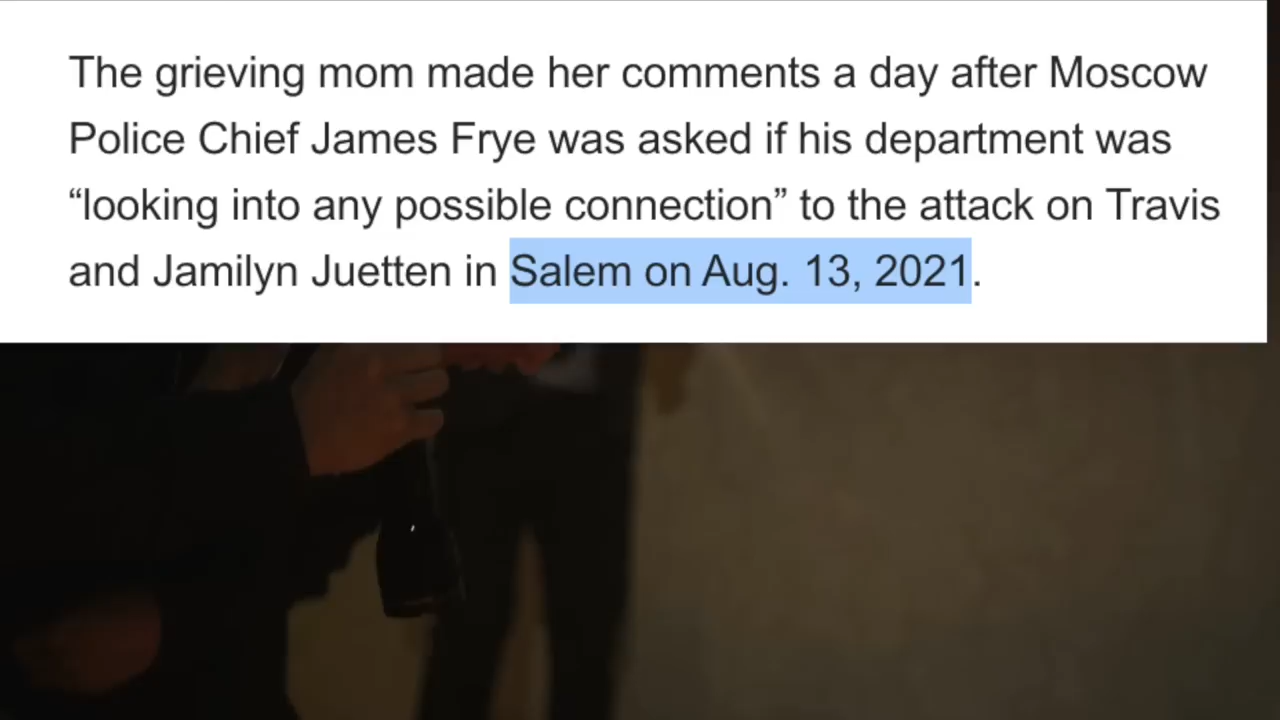 The grieving mom made her comments a day after Moscow
Police Chief James Frye was asked if his department was
“looking into any possible connection” to the attack on Travis
and Jamilyn Juetten in Salem on Aug. 13, 2021.